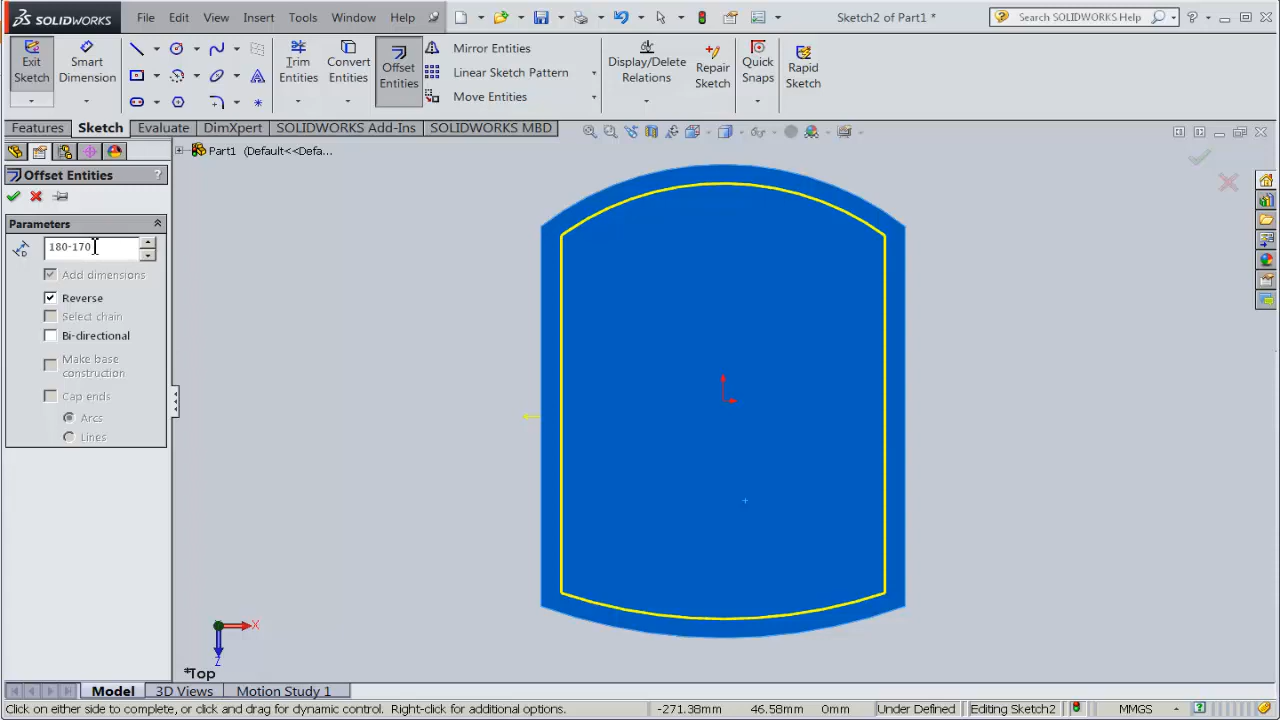 SOLIDWORKS File Edit View Insert Tools Window Help Sketch2 of Part1 * Search SOLIDWORKS Help
Exit Sketch
Smart Dimension
Trim Entities
Convert Entities
Offset Entities
Mirror Entities
Linear Sketch Pattern
Move Entities
Display/Delete Relations
Repair Sketch
Quick Snaps
Rapid Sketch
Features Sketch Evaluate DimXpert SOLIDWORKS Add-Ins SOLIDWORKS MBD
Part1 (Default<<Defa...
Offset Entities ?
Parameters
180-170
Add dimensions
Reverse
Select chain
Bi-directional
Make base
construction
Cap ends
Arcs
Lines
X
Z
*Top
Model 3D Views Motion Study 1
Click on either side to complete, or click and drag for dynamic control. Right-click for additional options. -271.38mm 46.58mm 0mm Under Defined Editing Sketch2 MMGS